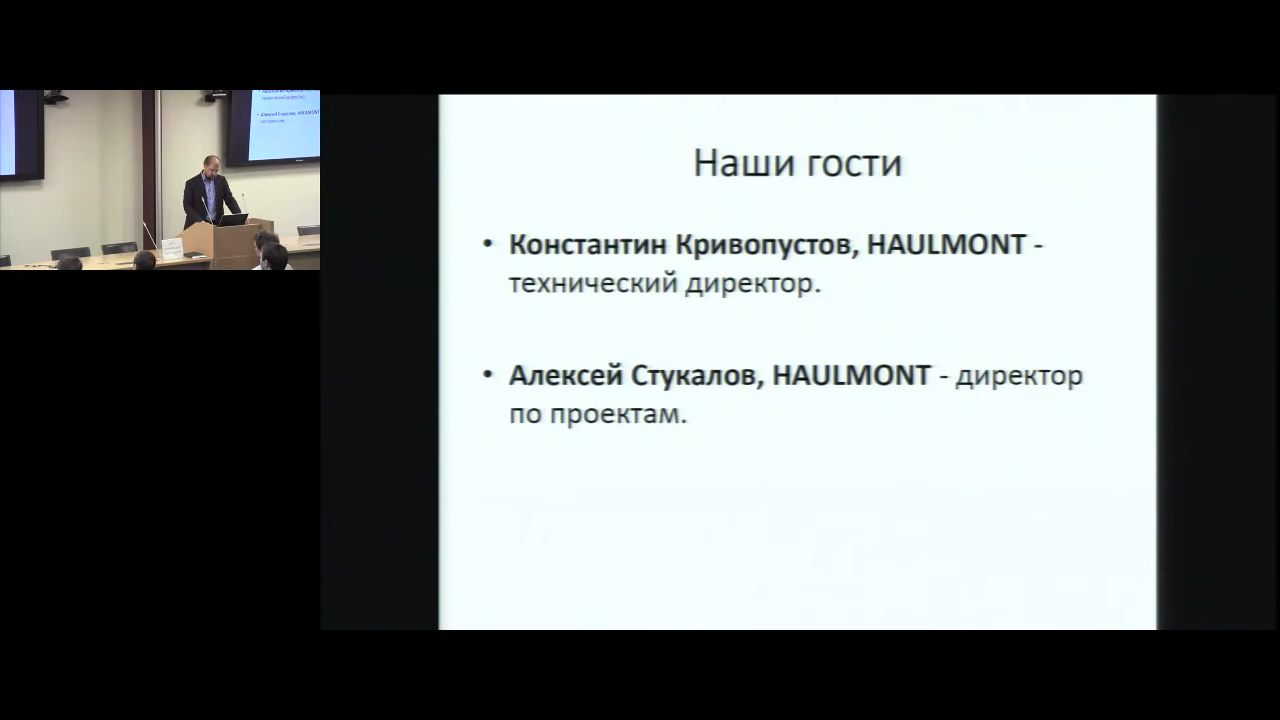 Наши гости
• Константин Кривопустов, HAULMONT -
технический директор.
• Алексей Стукалов, HAULMONT - директор
по проектам.